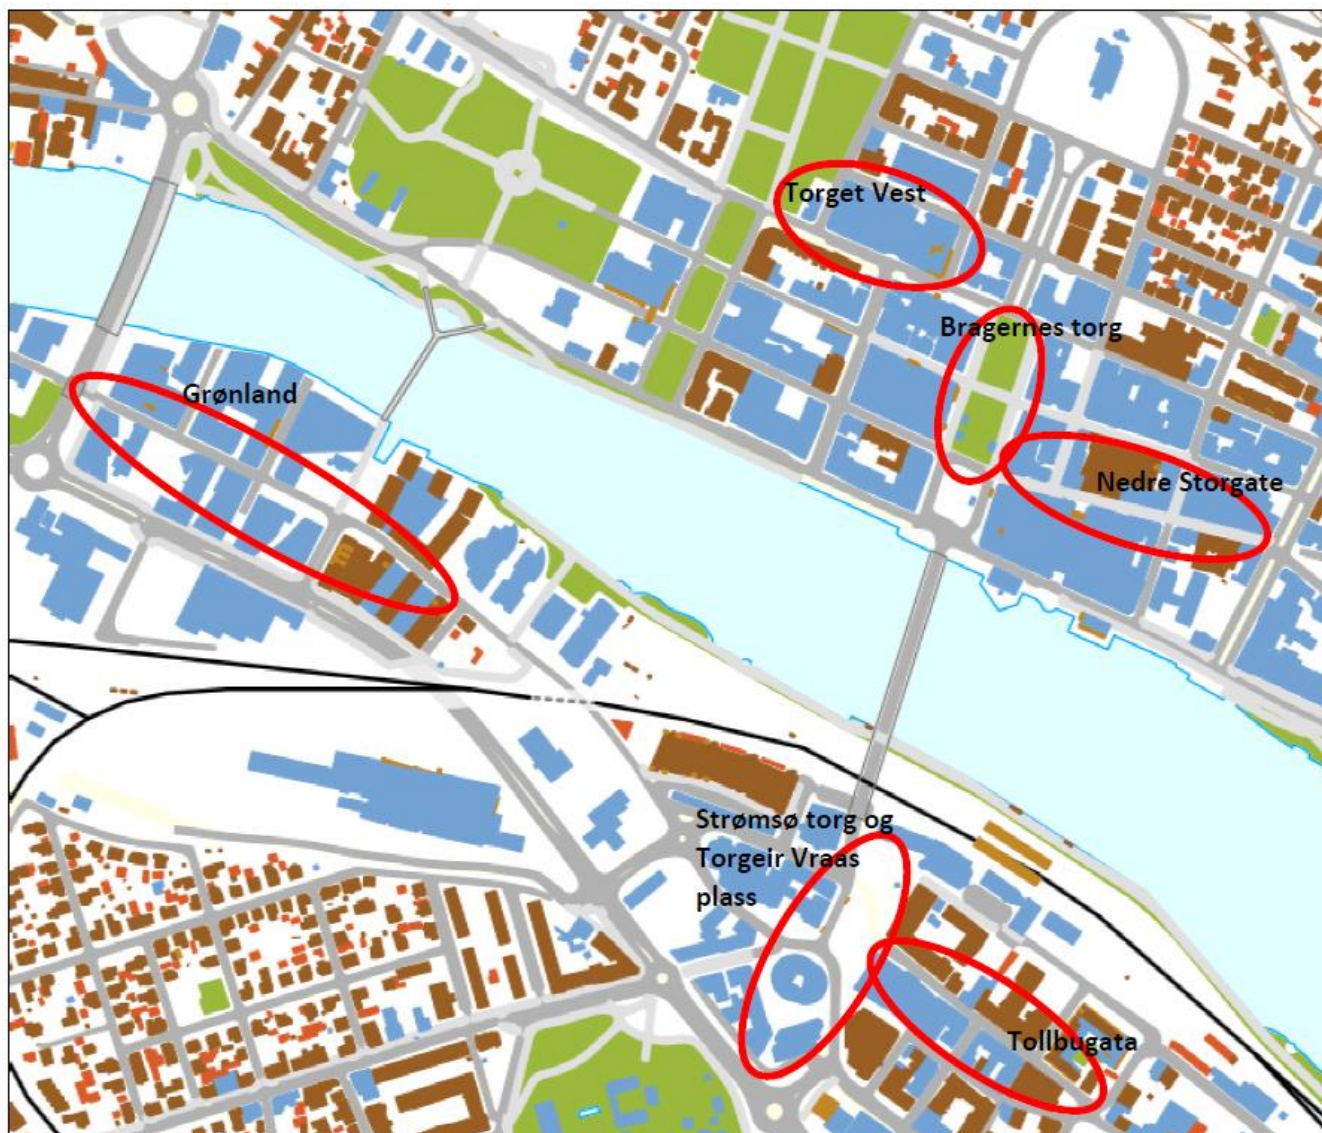 Torget Vest
Bragernes torg
Grønland
Nedre Storgate
Strømsø torg og
Torgeir Vraas
plass
Tollbugata